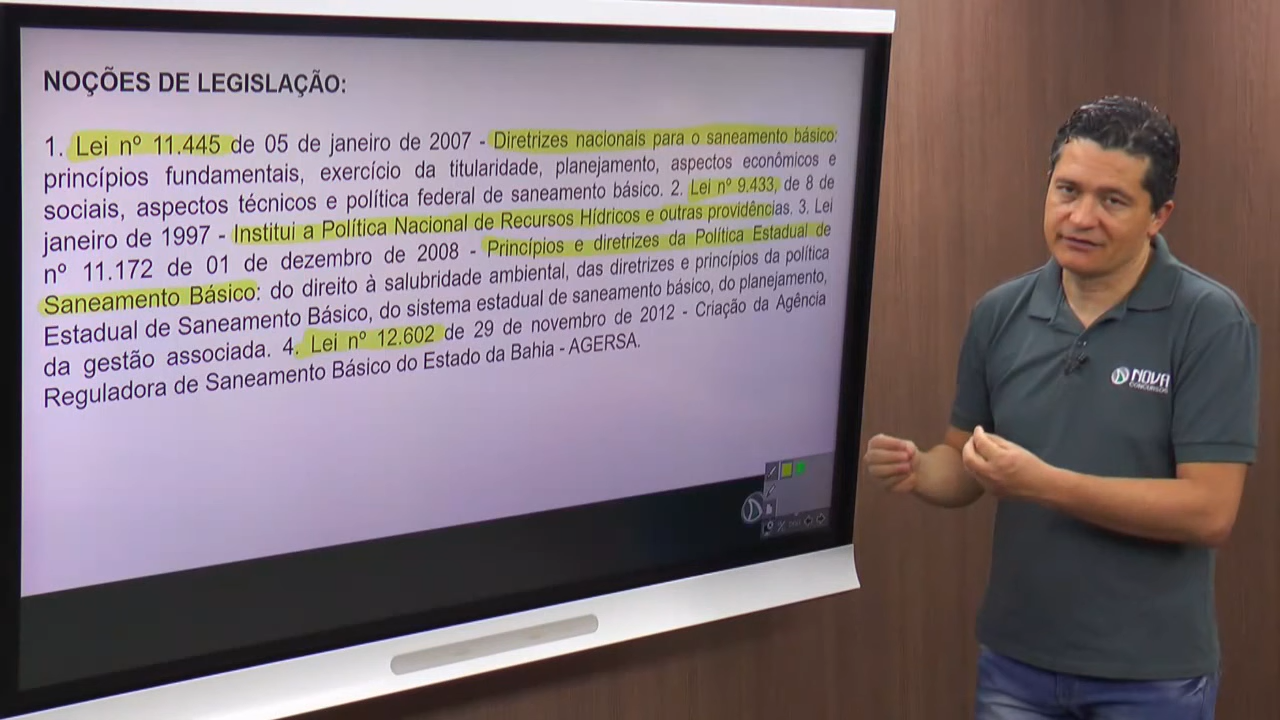 NOÇÕES DE LEGISLAÇÃO:
1. Lei nº 11.445 de 05 de janeiro de 2007 - Diretrizes nacionais para o saneamento básico:
princípios fundamentais, exercício da titularidade, planejamento, aspectos econômicos e
sociais, aspectos técnicos e política federal de saneamento básico. 2. Lei nº 9.433, de 8 de
janeiro de 1997 - Institui a Política Nacional de Recursos Hídricos e outras providências. 3. Lei
nº 11.172 de 01 de dezembro de 2008 - Princípios e diretrizes da Política Estadual de
Saneamento Básico: do direito à salubridade ambiental, das diretrizes e princípios da política
Estadual de Saneamento Básico, do sistema estadual de saneamento básico, do planejamento,
da gestão associada. 4. Lei nº 12.602 de 29 de novembro de 2012 - Criação da Agência
Reguladora de Saneamento Básico do Estado da Bahia - AGERSA.
NOVA
CONCURSOS